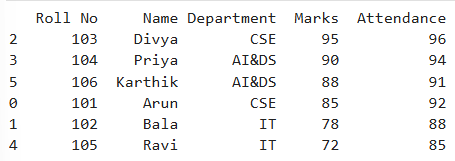 Roll No Name Department Marks Attendance
2 103 Divya CSE 95 96
3 104 Priya AI&DS 90 94
5 106 Karthik AI&DS 88 91
0 101 Arun CSE 85 92
1 102 Bala IT 78 88
4 105 Ravi IT 72 85